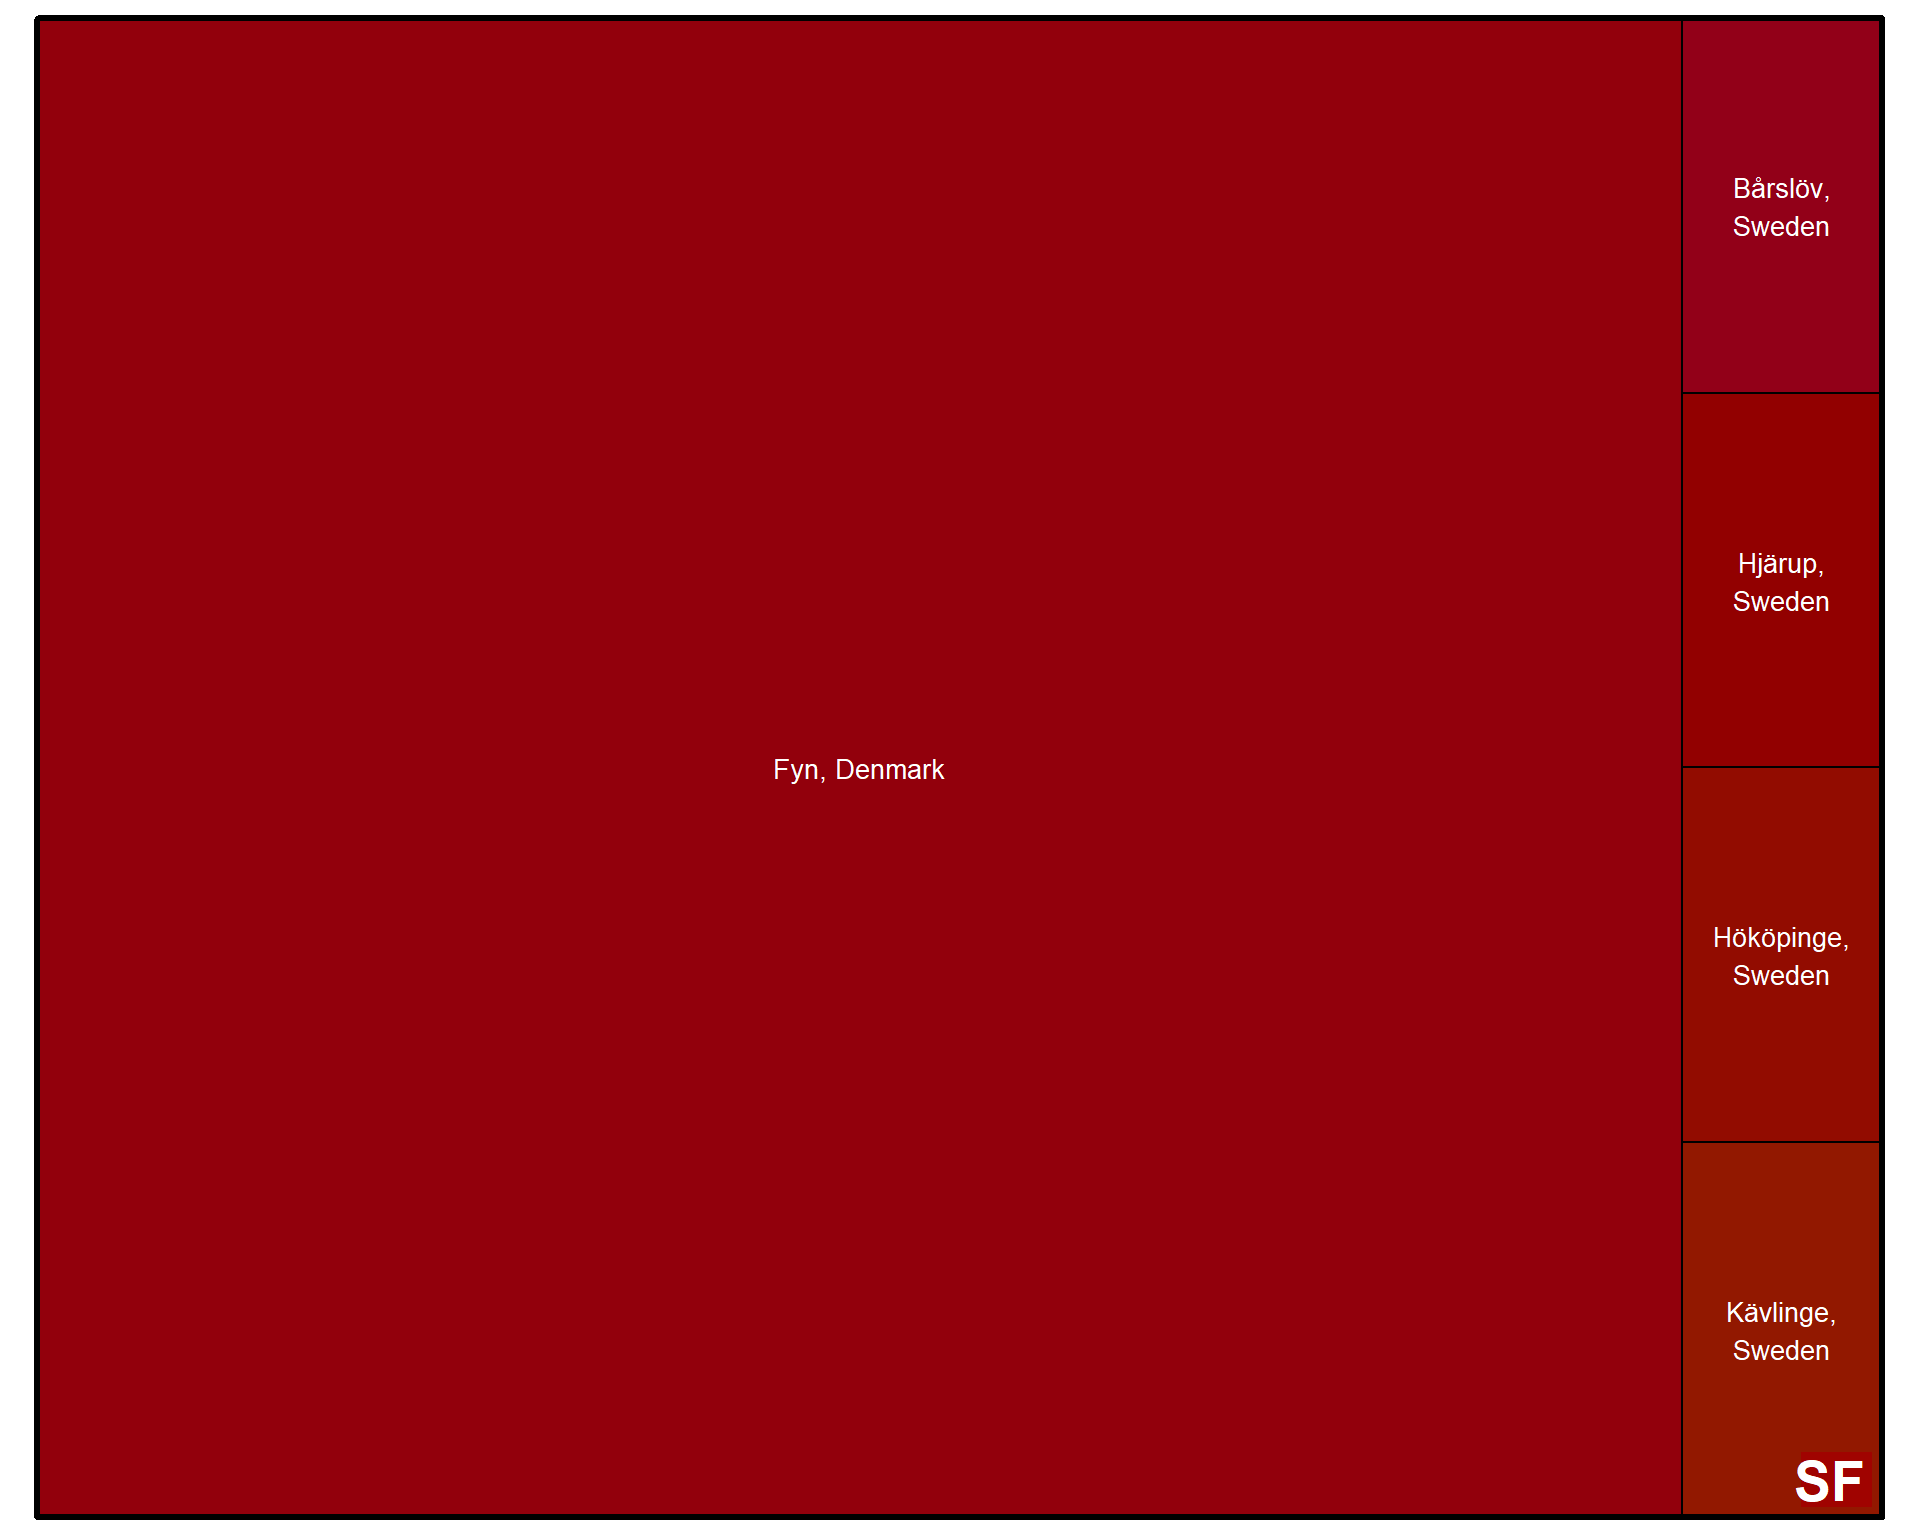 Bårslöv,
Sweden
Hjärup,
Sweden
Fyn, Denmark
Hököpinge,
Sweden
Kävlinge,
Sweden
SF